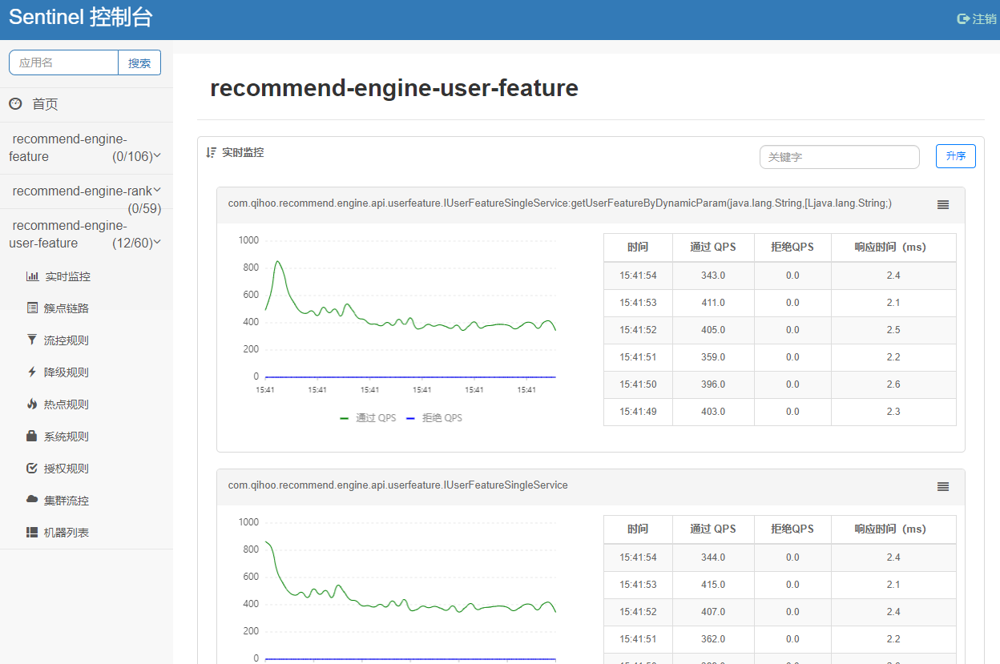 Sentinel 控制台
注销
应用名 搜索
首页
recommend-engine-
feature (0/106)
recommend-engine-rank
(0/59)
recommend-engine-
user-feature (12/60)
实时监控
簇点链路
流控规则
降级规则
热点规则
系统规则
授权规则
集群流控
机器列表
recommend-engine-user-feature
实时监控 关键字 升序
com.qihoo.recommend.engine.api.userfeature.IUserFeatureSingleService:getUserFeatureByDynamicParam(java.lang.String,[Ljava.lang.String;)
1000
800
600
400
200
0
15:41 15:41 15:41 15:41 15:41 15:41
通过 QPS 拒绝 QPS
时间 通过 QPS 拒绝QPS 响应时间（ms）
15:41:54 343.0 0.0 2.4
15:41:53 411.0 0.0 2.1
15:41:52 405.0 0.0 2.5
15:41:51 359.0 0.0 2.2
15:41:50 396.0 0.0 2.6
15:41:49 403.0 0.0 2.3
com.qihoo.recommend.engine.api.userfeature.IUserFeatureSingleService
1000
800
600
400
200
0
时间 通过 QPS 拒绝QPS 响应时间（ms）
15:41:54 344.0 0.0 2.4
15:41:53 415.0 0.0 2.1
15:41:52 407.0 0.0 2.4
15:41:51 362.0 0.0 2.2